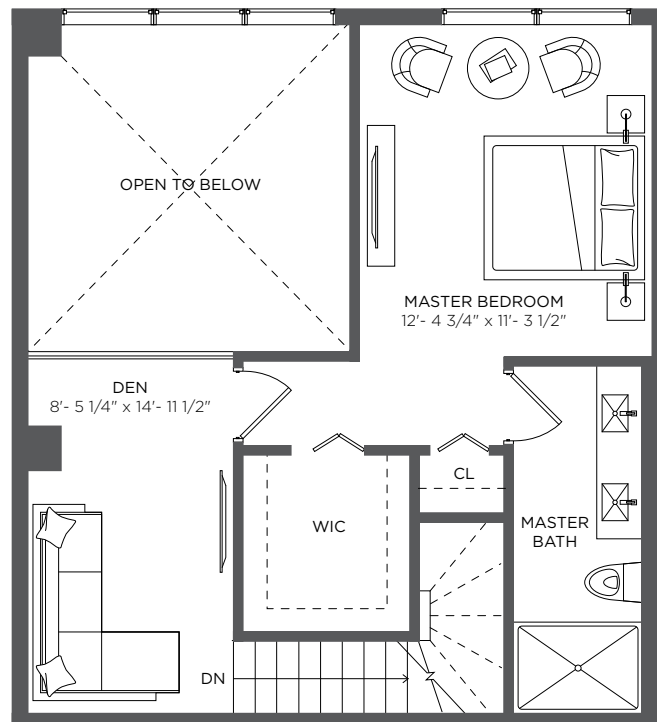 OPEN TO BELOW
MASTER BEDROOM
12'- 4 3/4" x 11'- 3 1/2"
DEN
8'- 5 1/4" x 14'- 11 1/2"
CL
WIC
MASTER
BATH
DN